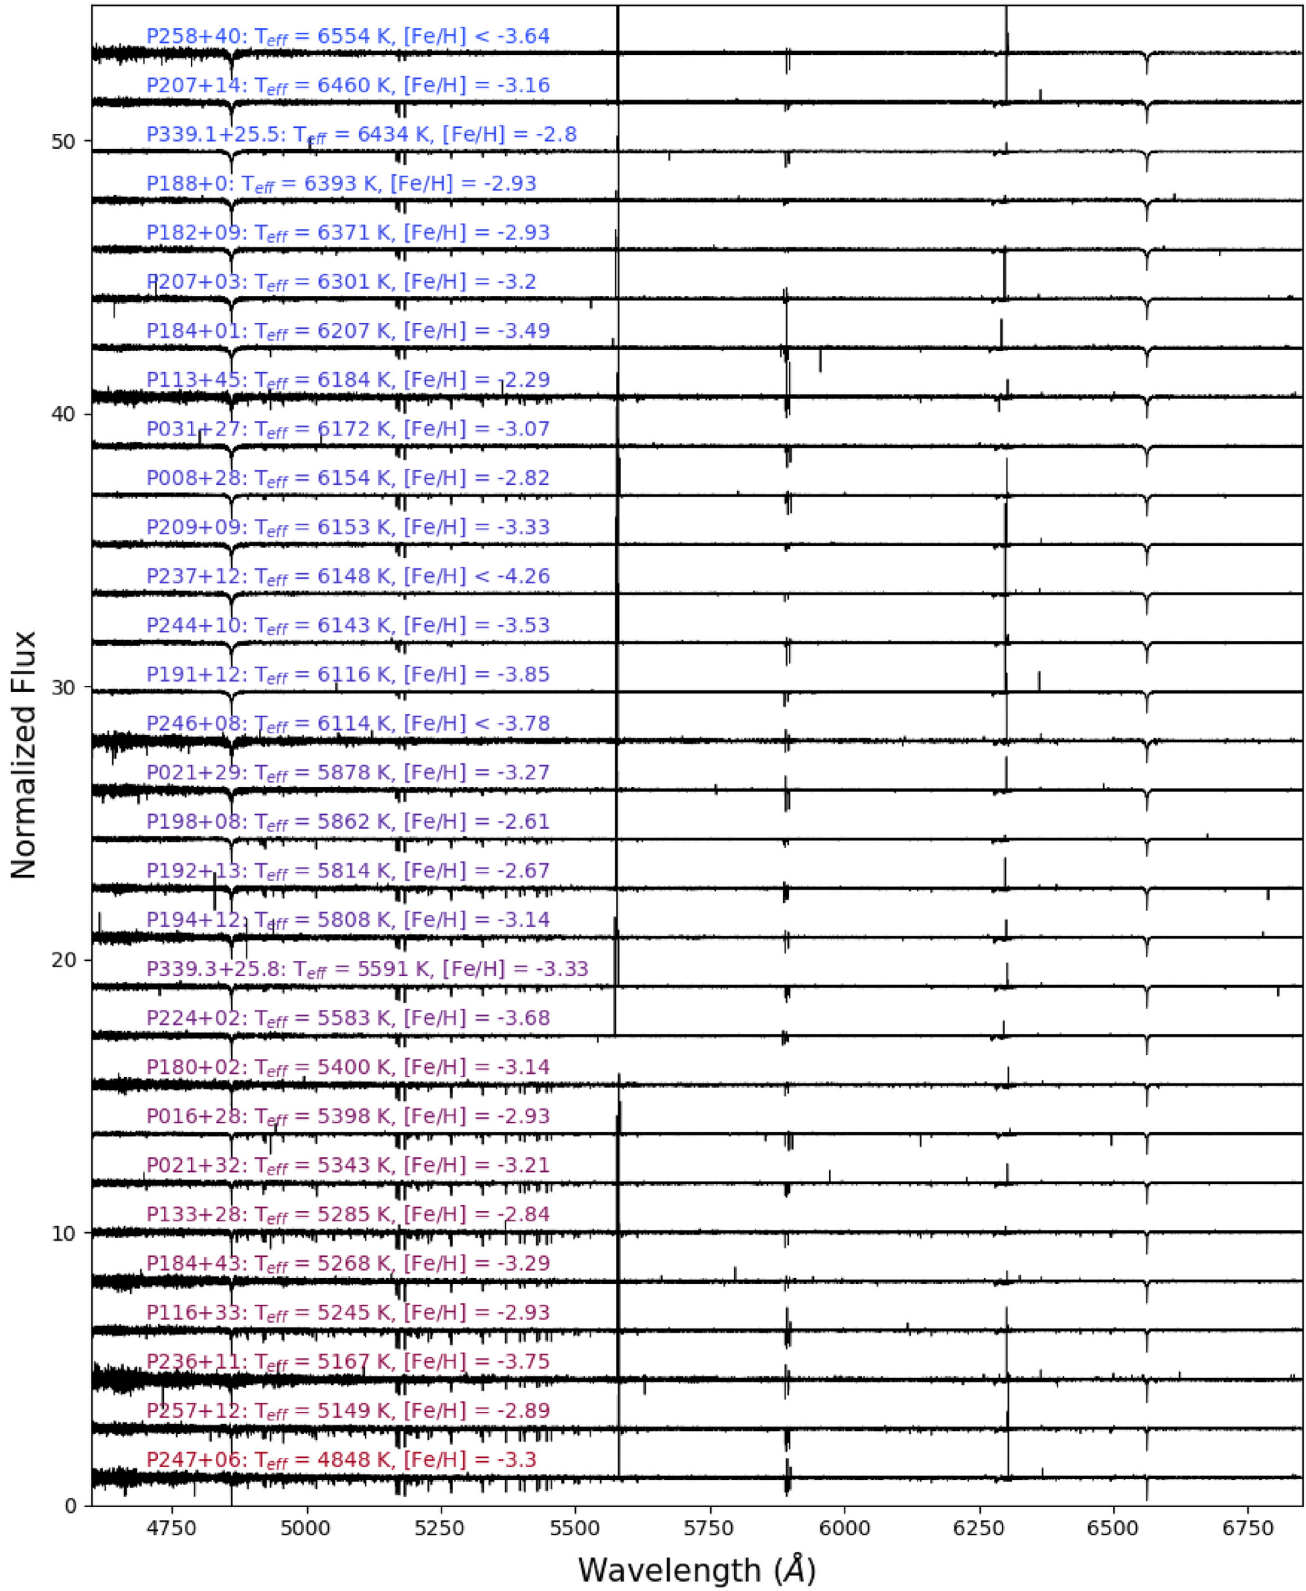 P258+40: Teff = 6554 K, [Fe/H] < -3.64
P207+14: Teff = 6460 K, [Fe/H] = -3.16
P339.1+25.5: Teff = 6434 K, [Fe/H] = -2.8
P188+0: Teff = 6393 K, [Fe/H] = -2.93
P182+09: Teff = 6371 K, [Fe/H] = -2.93
P207+03: Teff = 6301 K, [Fe/H] = -3.2
P184+01: Teff = 6207 K, [Fe/H] = -3.49
P113+45: Teff = 6184 K, [Fe/H] = -2.29
P031+27: Teff = 6172 K, [Fe/H] = -3.07
P008+28: Teff = 6154 K, [Fe/H] = -2.82
P209+09: Teff = 6153 K, [Fe/H] = -3.33
P237+12: Teff = 6148 K, [Fe/H] < -4.26
P244+10: Teff = 6143 K, [Fe/H] = -3.53
P191+12: Teff = 6116 K, [Fe/H] = -3.85
P246+08: Teff = 6114 K, [Fe/H] < -3.78
P021+29: Teff = 5878 K, [Fe/H] = -3.27
P198+08: Teff = 5862 K, [Fe/H] = -2.61
P192+13: Teff = 5814 K, [Fe/H] = -2.67
P194+12: Teff = 5808 K, [Fe/H] = -3.14
P339.3+25.8: Teff = 5591 K, [Fe/H] = -3.33
P224+02: Teff = 5583 K, [Fe/H] = -3.68
P180+02: Teff = 5400 K, [Fe/H] = -3.14
P016+28: Teff = 5398 K, [Fe/H] = -2.93
P021+32: Teff = 5343 K, [Fe/H] = -3.21
P133+28: Teff = 5285 K, [Fe/H] = -2.84
P184+43: Teff = 5268 K, [Fe/H] = -3.29
P116+33: Teff = 5245 K, [Fe/H] = -2.93
P236+11: Teff = 5167 K, [Fe/H] = -3.75
P257+12: Teff = 5149 K, [Fe/H] = -2.89
P247+06: Teff = 4848 K, [Fe/H] = -3.3
50
40
30
20
10
0
Normalized Flux
4750 5000 5250 5500 5750 6000 6250 6500 6750
Wavelength (Å)